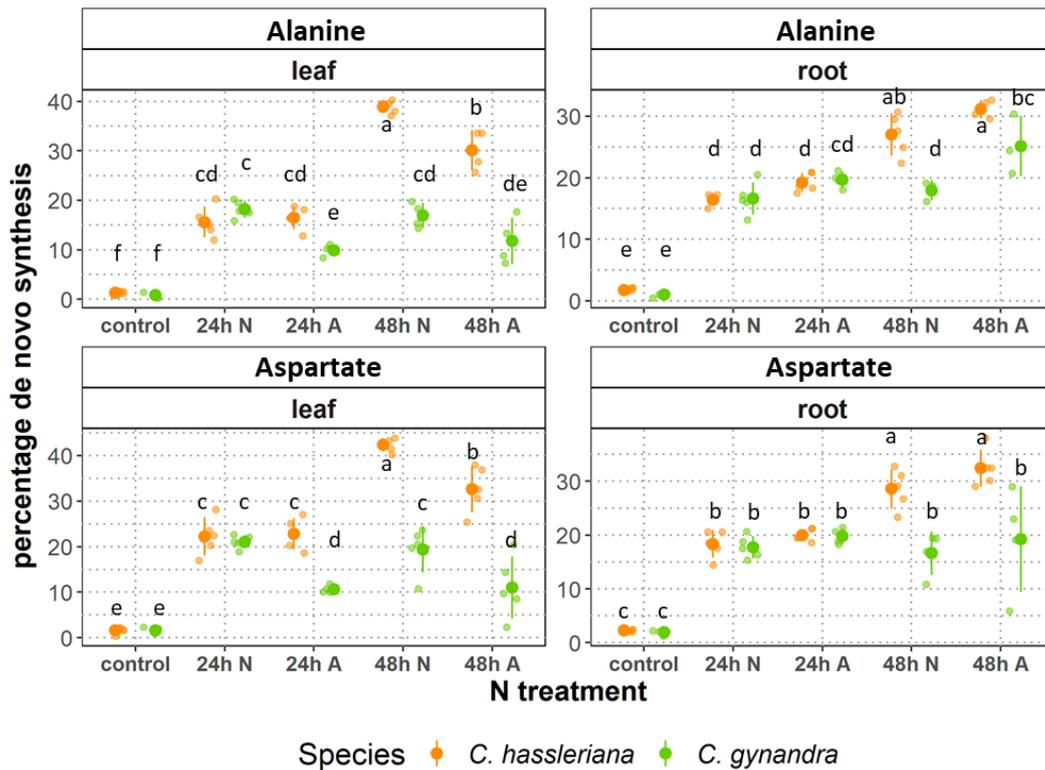 Alanine
leaf
40
30
20
10
0
f f cd c cd e a cd b de
control 24h N 24h A 48h N 48h A
Alanine
root
30
20
10
0
e e d d d cd ab d a bc
control 24h N 24h A 48h N 48h A
percentage de novo synthesis
Aspartate
leaf
40
30
20
10
0
e e c c c d a c b d
control 24h N 24h A 48h N 48h A
Aspartate
root
30
20
10
0
c c b b b b a b a b
control 24h N 24h A 48h N 48h A
N treatment
Species C. hassleriana C. gynandra